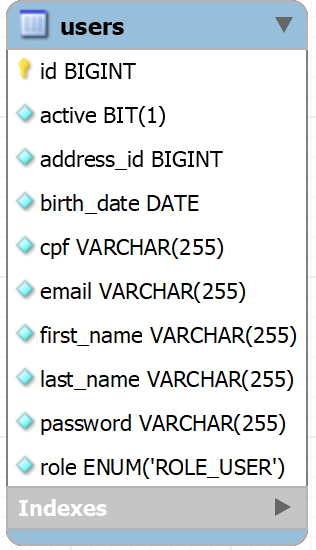 users
id BIGINT
active BIT(1)
address_id BIGINT
birth_date DATE
cpf VARCHAR(255)
email VARCHAR(255)
first_name VARCHAR(255)
last_name VARCHAR(255)
password VARCHAR(255)
role ENUM('ROLE_USER')
Indexes